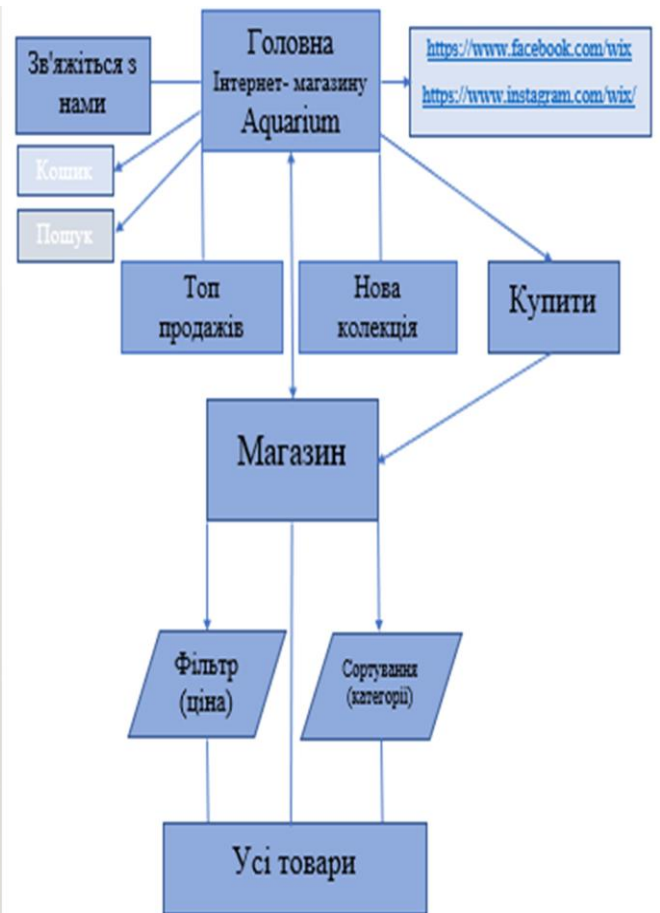 Зв'яжіться з
нами
Головна
Інтернет- магазину
Aquarium
https://www.facebook.com/wix
https://www.instagram.com/wix/
Кошик
Пошук
Топ
продажів
Нова
колекція
Купити
Магазин
Фільтр
(ціна)
Сортування
(категорії)
Усі товари